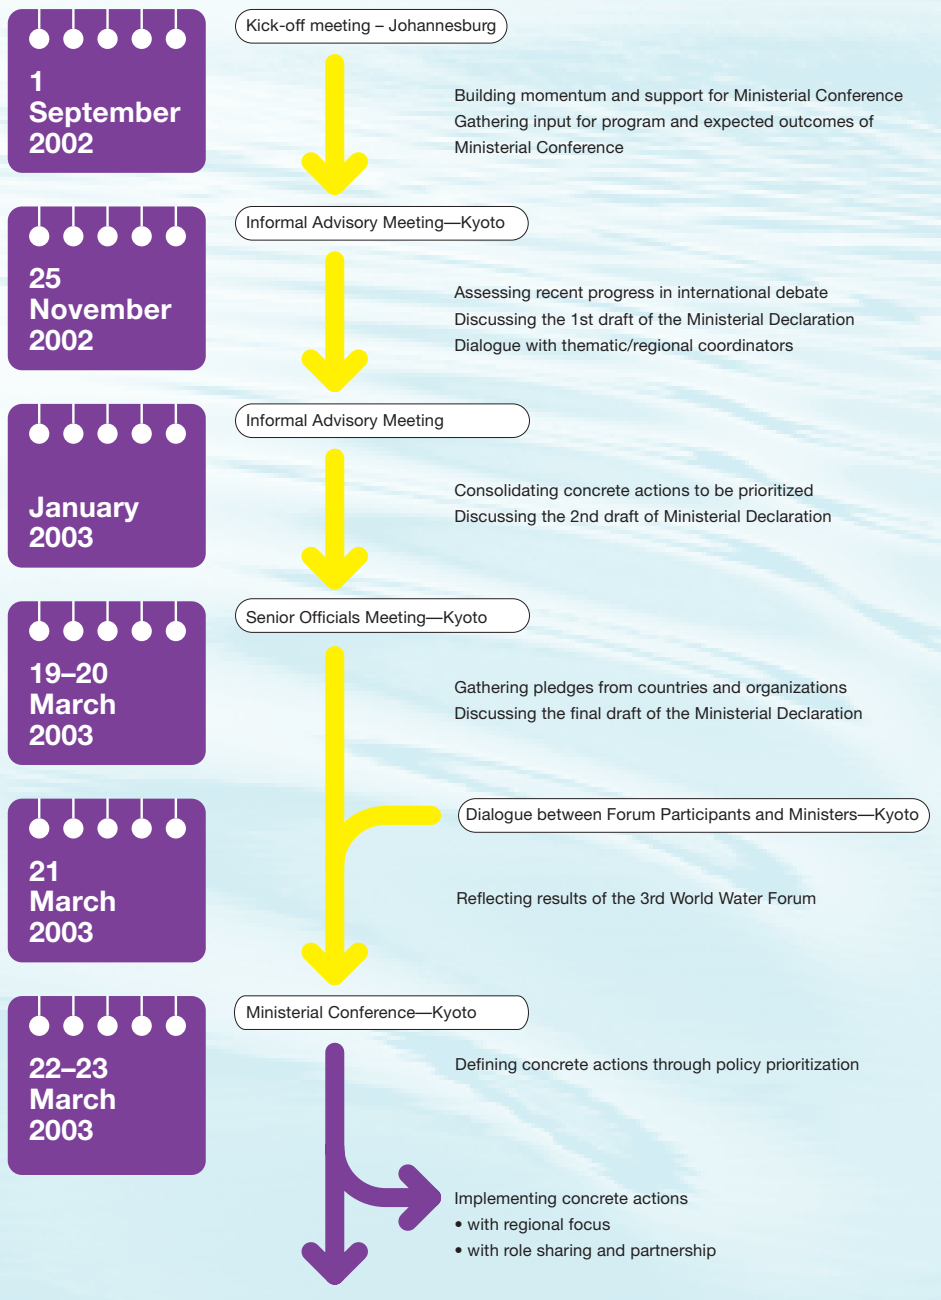 1
September
2002
Kick-off meeting – Johannesburg
Building momentum and support for Ministerial Conference
Gathering input for program and expected outcomes of
Ministerial Conference
25
November
2002
Informal Advisory Meeting—Kyoto
Assessing recent progress in international debate
Discussing the 1st draft of the Ministerial Declaration
Dialogue with thematic/regional coordinators
January
2003
Informal Advisory Meeting
Consolidating concrete actions to be prioritized
Discussing the 2nd draft of Ministerial Declaration
19–20
March
2003
Senior Officials Meeting—Kyoto
Gathering pledges from countries and organizations
Discussing the final draft of the Ministerial Declaration
21
March
2003
Dialogue between Forum Participants and Ministers—Kyoto
Reflecting results of the 3rd World Water Forum
22–23
March
2003
Ministerial Conference—Kyoto
Defining concrete actions through policy prioritization
Implementing concrete actions
• with regional focus
• with role sharing and partnership